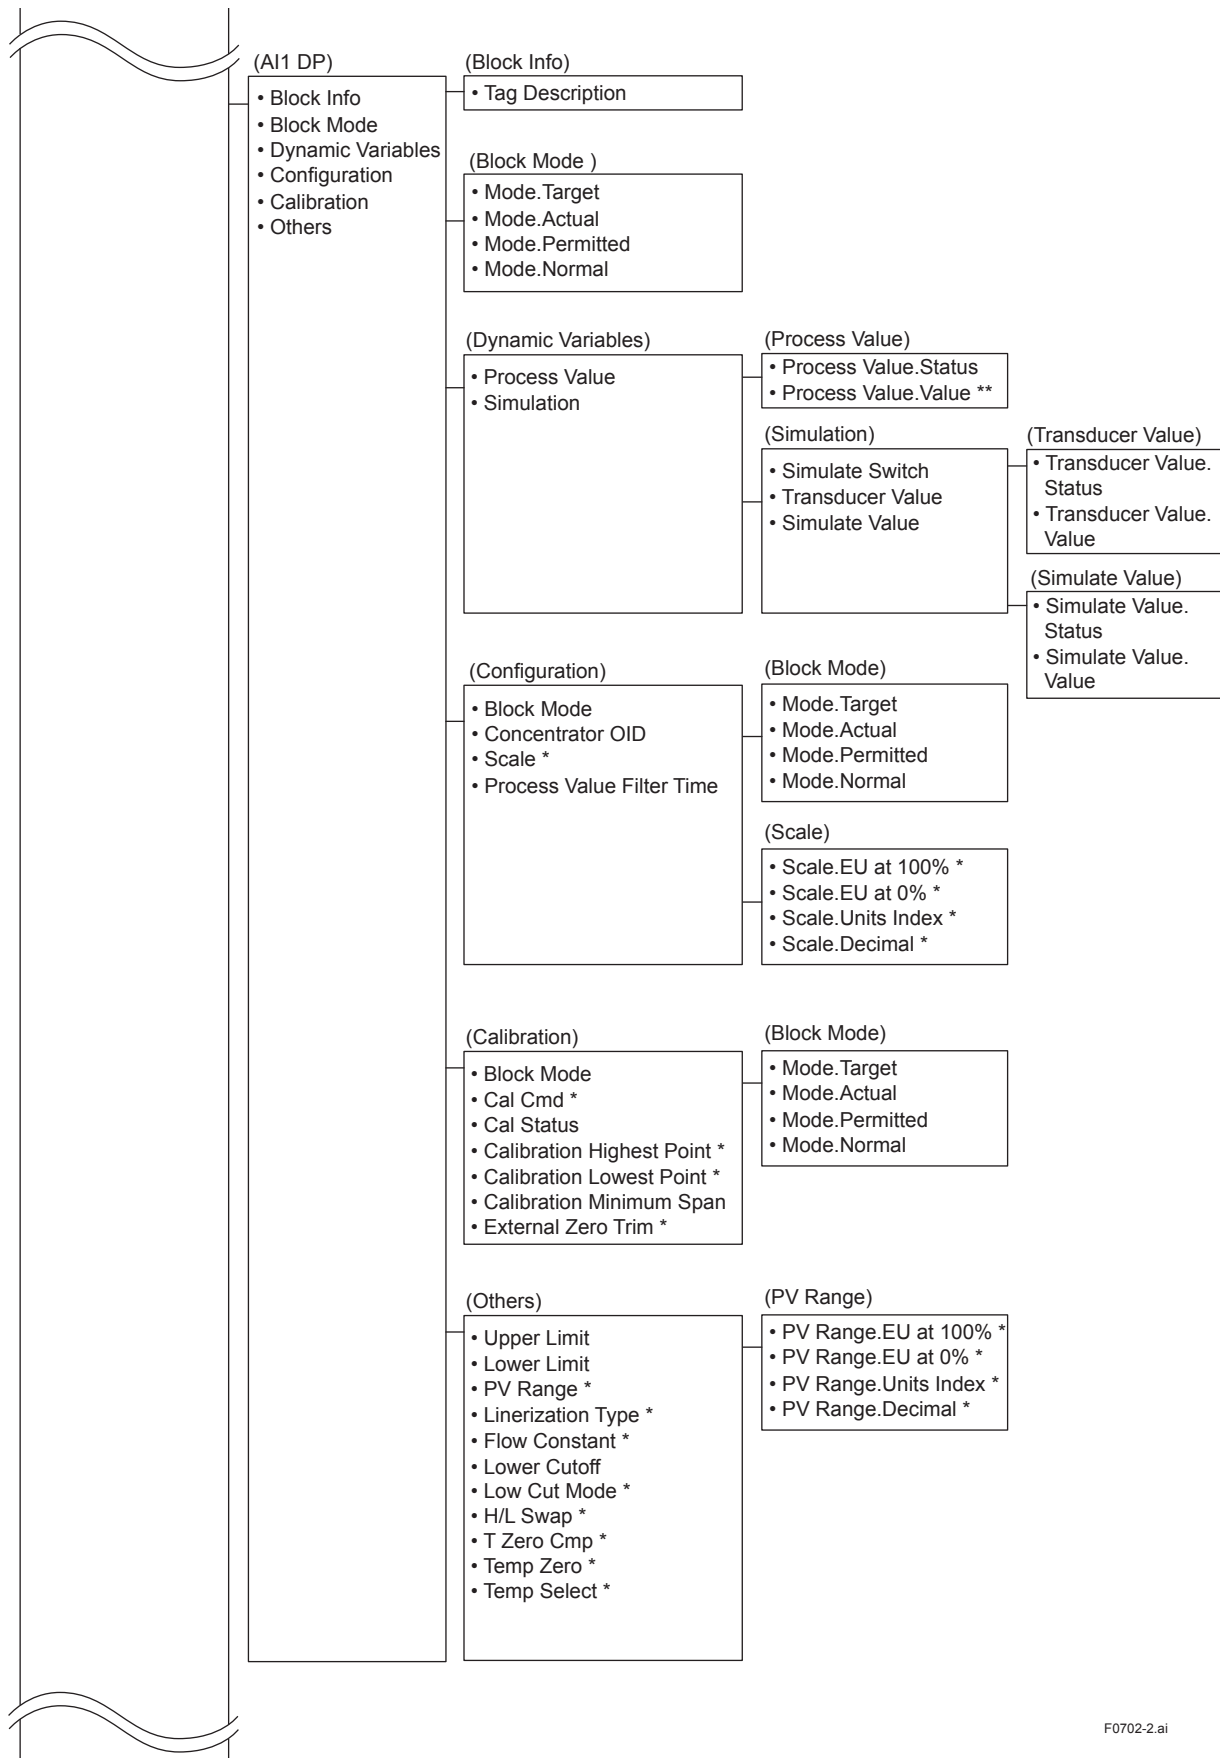 (AI1 DP)
• Block Info
• Block Mode
• Dynamic Variables
• Configuration
• Calibration
• Others
(Block Info)
• Tag Description
(Block Mode )
• Mode.Target
• Mode.Actual
• Mode.Permitted
• Mode.Normal
(Dynamic Variables)
• Process Value
• Simulation
(Process Value)
• Process Value.Status
• Process Value.Value **
(Simulation)
• Simulate Switch
• Transducer Value
• Simulate Value
(Transducer Value)
• Transducer Value.
Status
• Transducer Value.
Value
(Simulate Value)
• Simulate Value.
Status
• Simulate Value.
Value
(Configuration)
• Block Mode
• Concentrator OID
• Scale *
• Process Value Filter Time
(Block Mode)
• Mode.Target
• Mode.Actual
• Mode.Permitted
• Mode.Normal
(Scale)
• Scale.EU at 100% *
• Scale.EU at 0% *
• Scale.Units Index *
• Scale.Decimal *
(Calibration)
• Block Mode
• Cal Cmd *
• Cal Status
• Calibration Highest Point *
• Calibration Lowest Point *
• Calibration Minimum Span
• External Zero Trim *
(Block Mode)
• Mode.Target
• Mode.Actual
• Mode.Permitted
• Mode.Normal
(Others)
• Upper Limit
• Lower Limit
• PV Range *
• Linerization Type *
• Flow Constant *
• Lower Cutoff
• Low Cut Mode *
• H/L Swap *
• T Zero Cmp *
• Temp Zero *
• Temp Select *
(PV Range)
• PV Range.EU at 100% *
• PV Range.EU at 0% *
• PV Range.Units Index *
• PV Range.Decimal *
F0702-2.ai